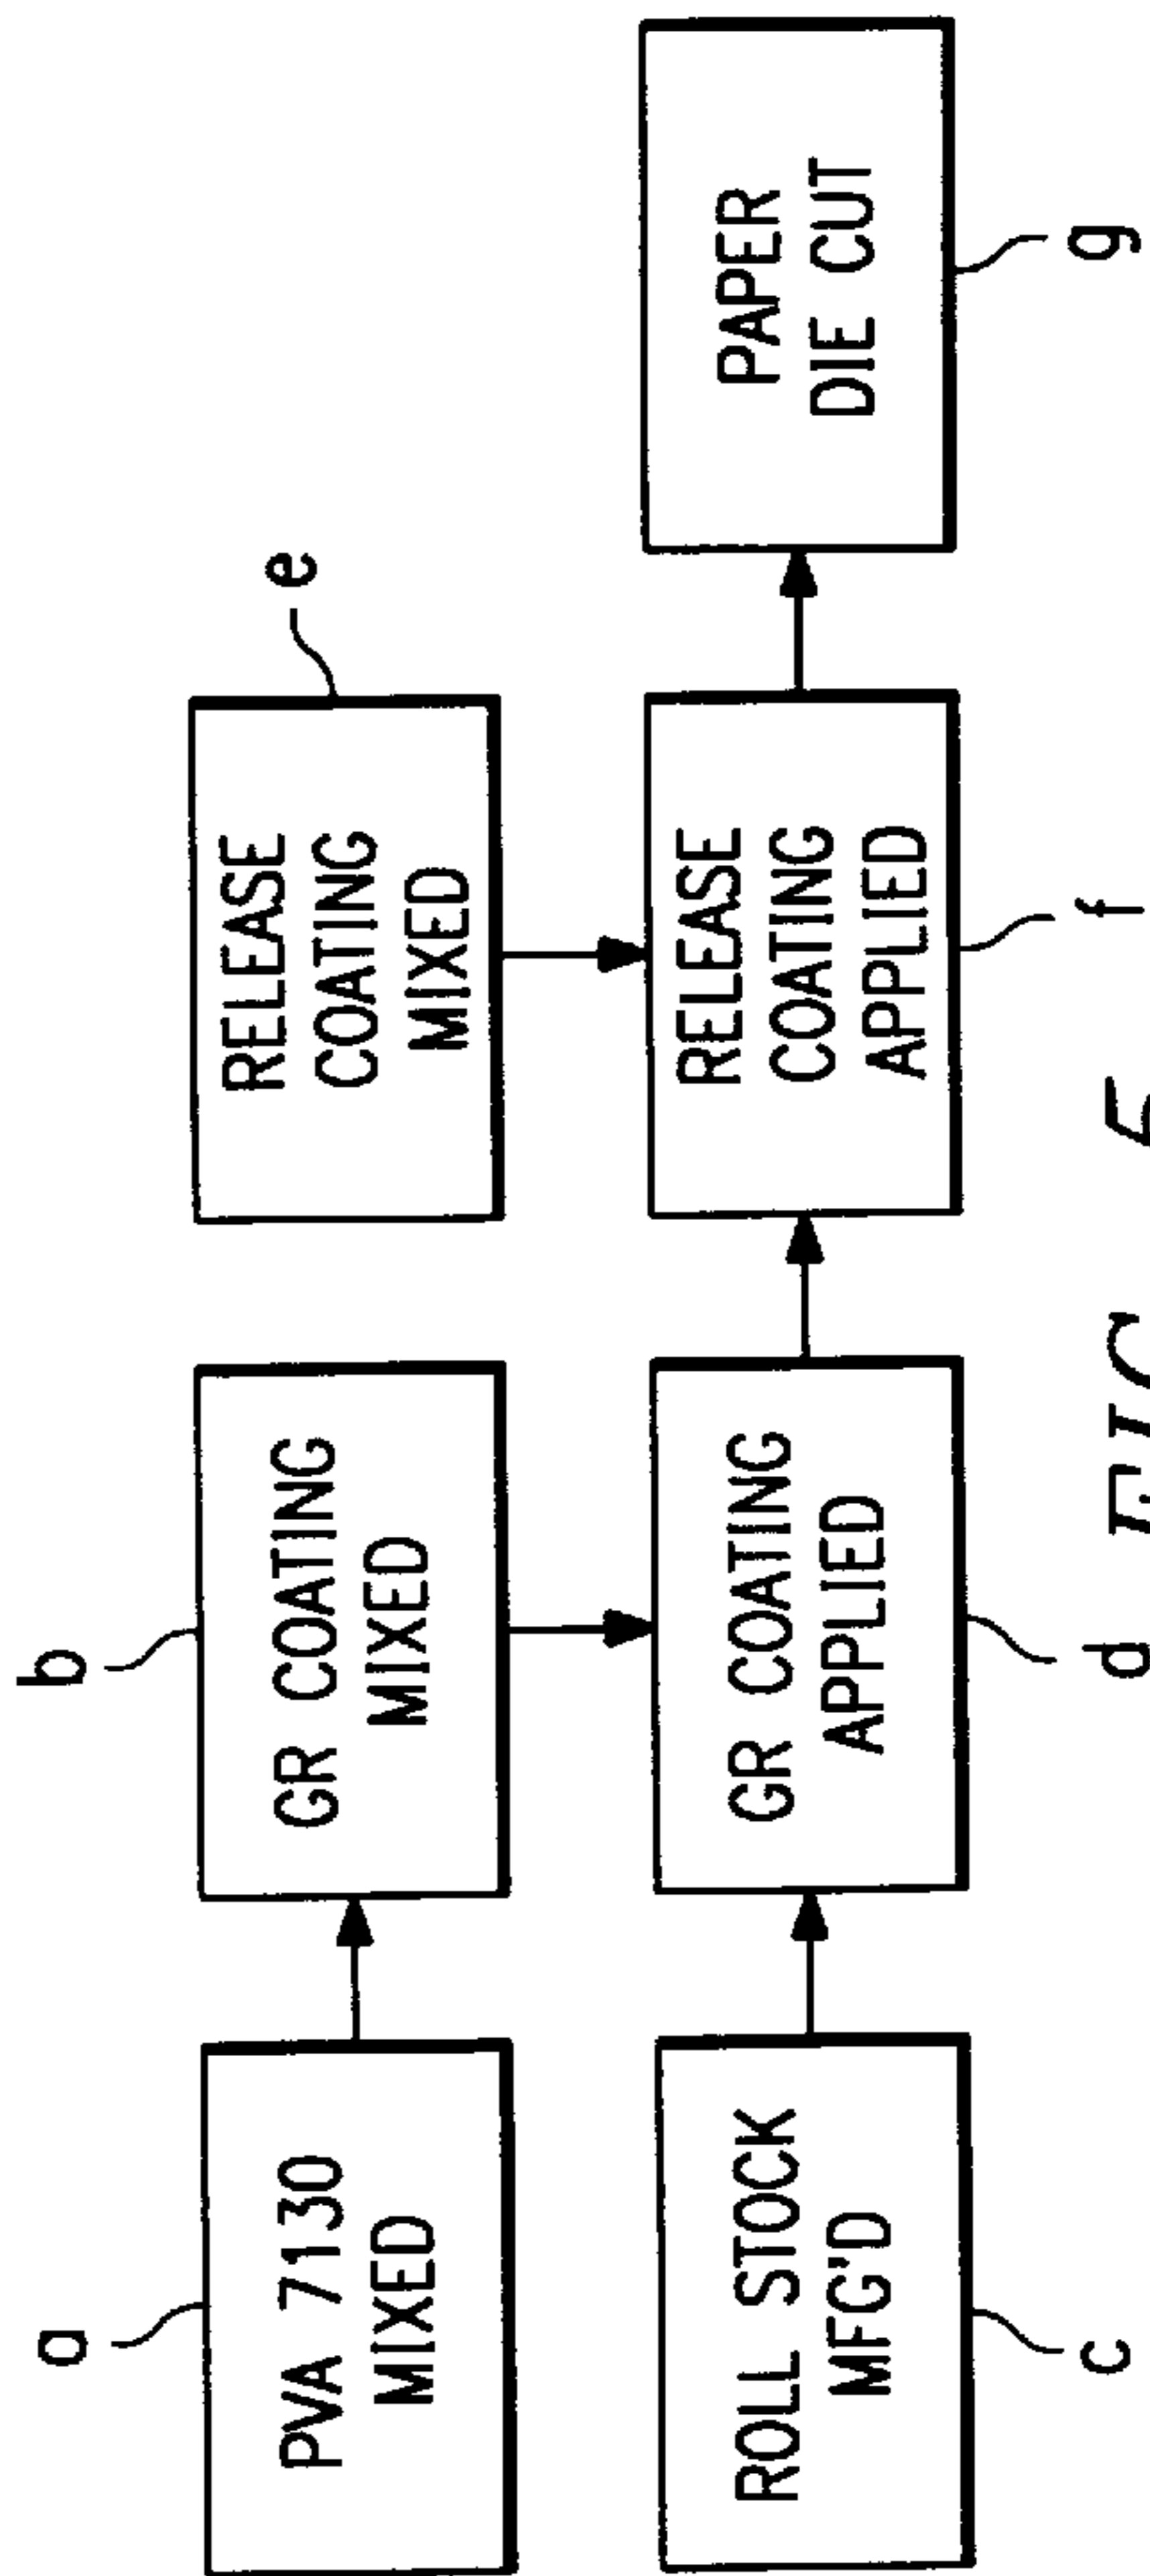 a
PVA 7130
MIXED
b
GR COATING
MIXED
RELEASE
COATING
MIXED
e
ROLL STOCK
MFG'D
c
GR COATING
APPLIED
d
RELEASE
COATING
APPLIED
f
PAPER
DIE CUT
g